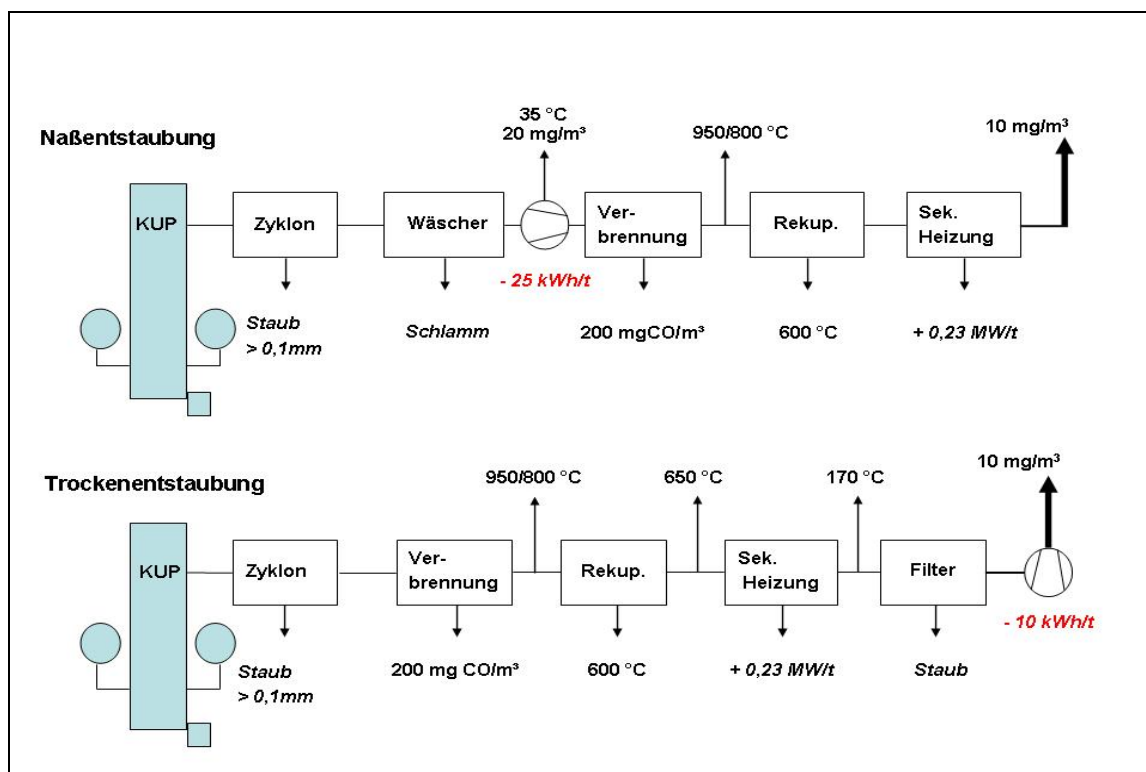 35 °C
20 mg/m³
950/800 °C
10 mg/m³
Naßentstaubung
KUP
Zyklon
Wäscher
Ver-
brennung
Rekup.
Sek.
Heizung
- 25 kWh/t
Staub
> 0,1mm
Schlamm
200 mgCO/m³
600 °C
+ 0,23 MW/t
Trockenentstaubung
950/800 °C
650 °C
170 °C
10 mg/m³
KUP
Zyklon
Ver-
brennung
Rekup.
Sek.
Heizung
Filter
- 10 kWh/t
Staub
> 0,1mm
200 mg CO/m³
600 °C
+ 0,23 MW/t
Staub